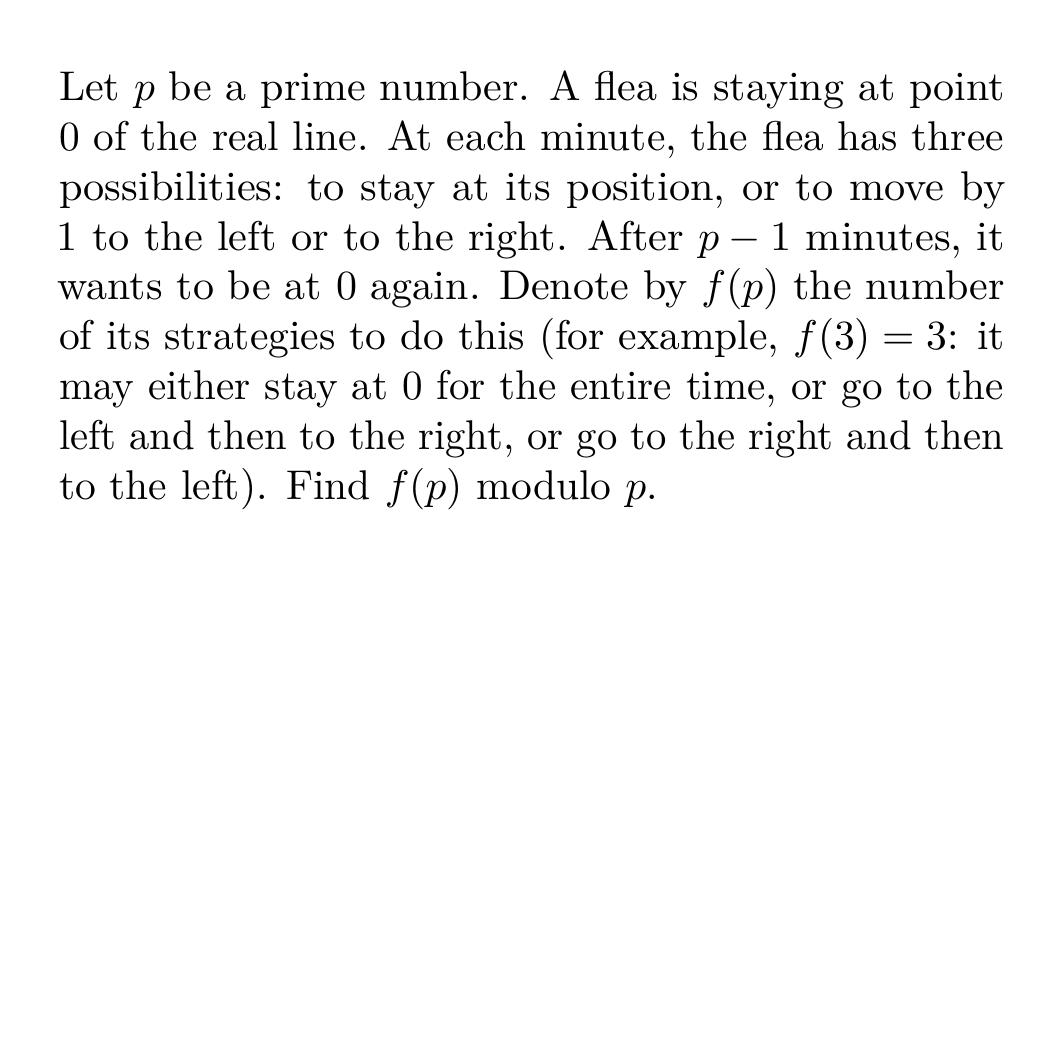 Let p be a prime number. A flea is staying at point
0 of the real line. At each minute, the flea has three
possibilities: to stay at its position, or to move by
1 to the left or to the right. After p − 1 minutes, it
wants to be at 0 again. Denote by f(p) the number
of its strategies to do this (for example, f(3) = 3: it
may either stay at 0 for the entire time, or go to the
left and then to the right, or go to the right and then
to the left). Find f(p) modulo p.